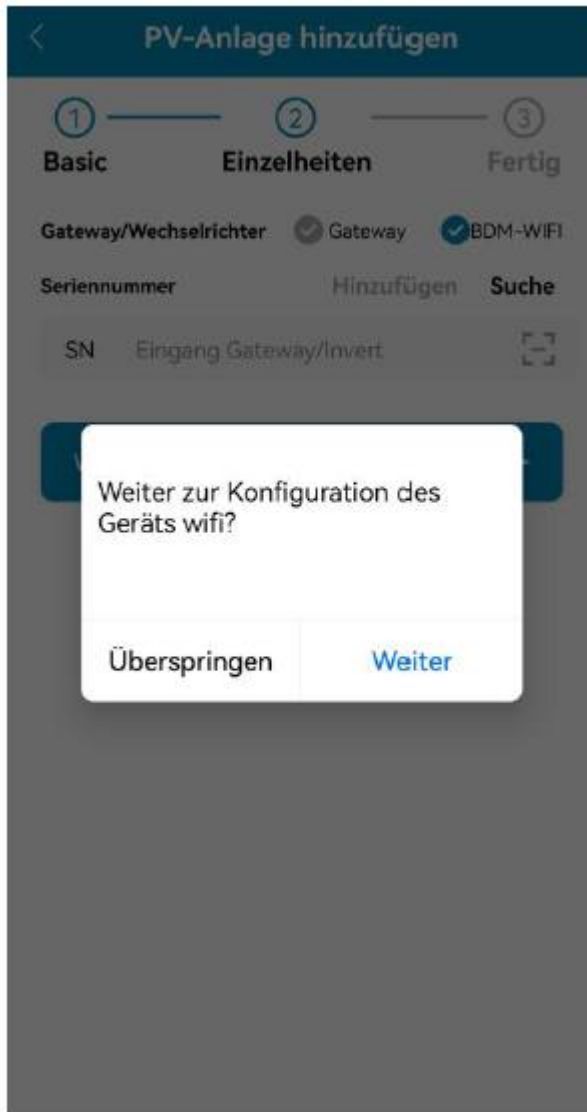 PV-Anlage hinzufügen
1 2 3
Basic Einzelheiten Fertig
Gateway/Wechselrichter Gateway BDM-WIFI
Seriennummer Hinzufügen Suche
SN Eingang Gateway/Invert
Weiter zur Konfiguration des
Geräts wifi?
Überspringen Weiter